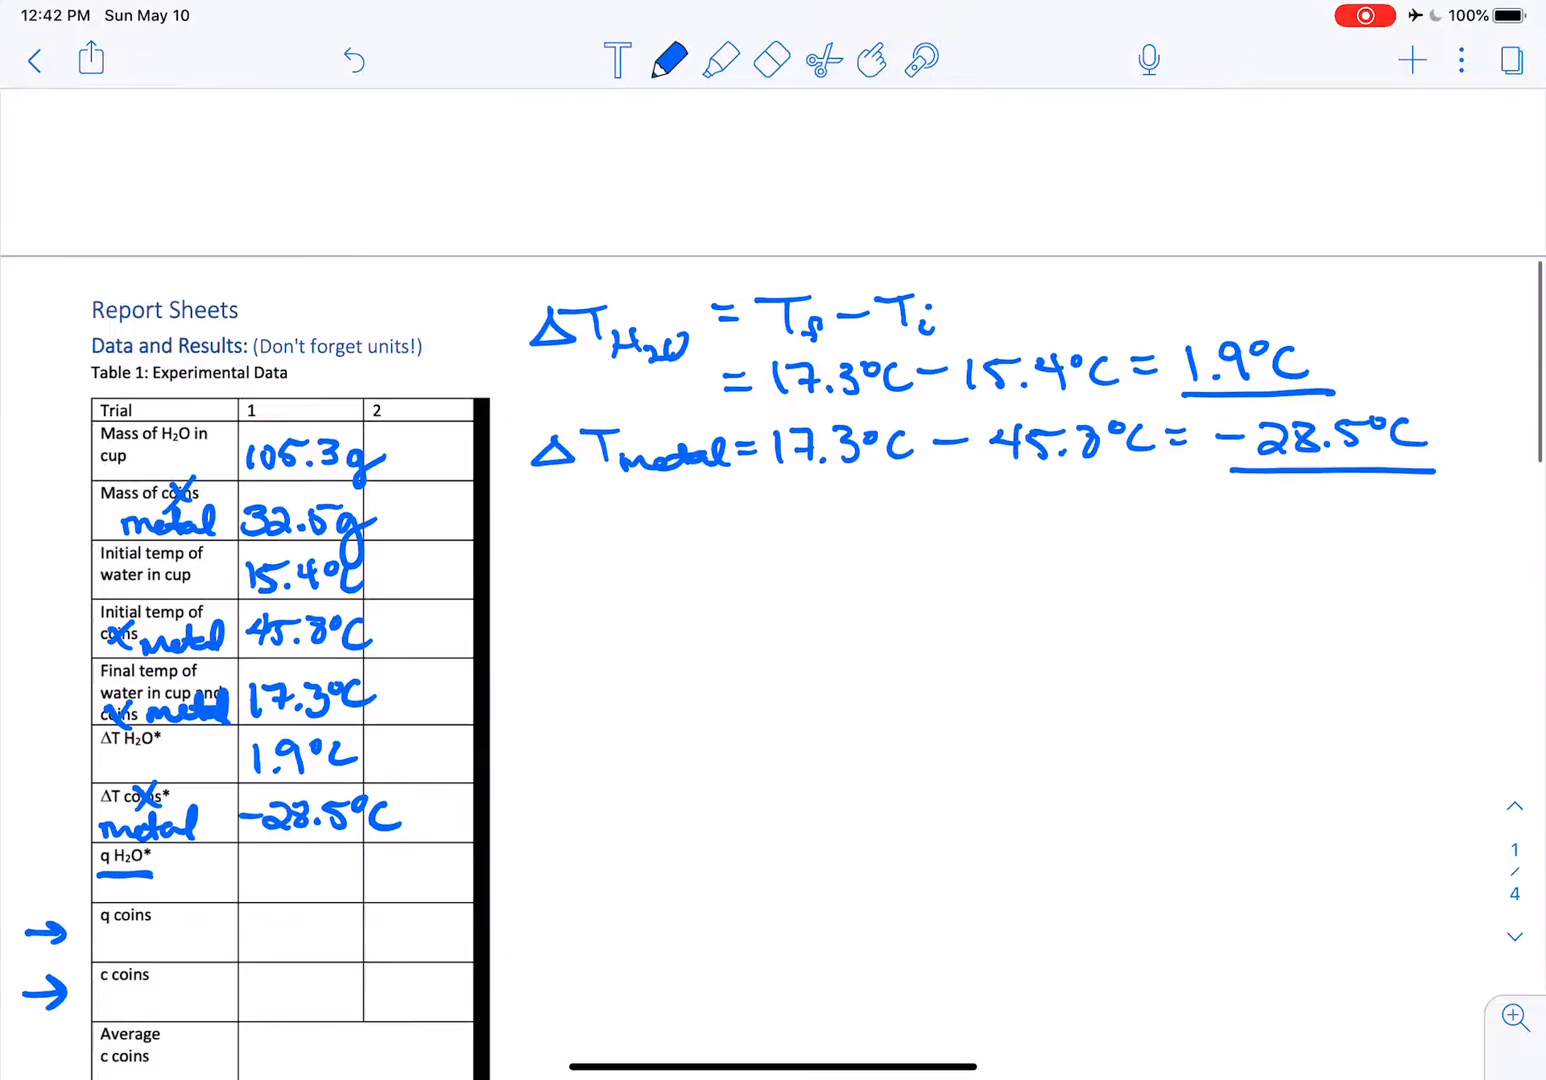 12:42 PM Sun May 10
100%
Report Sheets
Data and Results: (Don't forget units!)
Table 1: Experimental Data
Trial 1 2
Mass of H₂O in cup 105.3g
Mass of coins metal 32.5g
Initial temp of water in cup 15.4°C
Initial temp of coins metal 45.8°C
Final temp of water in cup and coins metal 17.3°C
ΔT H₂O* 1.9°C
ΔT coins* metal -28.5°C
q H₂O*
→ q coins
→ c coins
Average c coins
ΔT H₂O = Tf - Ti
= 17.3°C - 15.4°C = 1.9°C
ΔT metal = 17.3°C - 45.8°C = -28.5°C
1
/
4